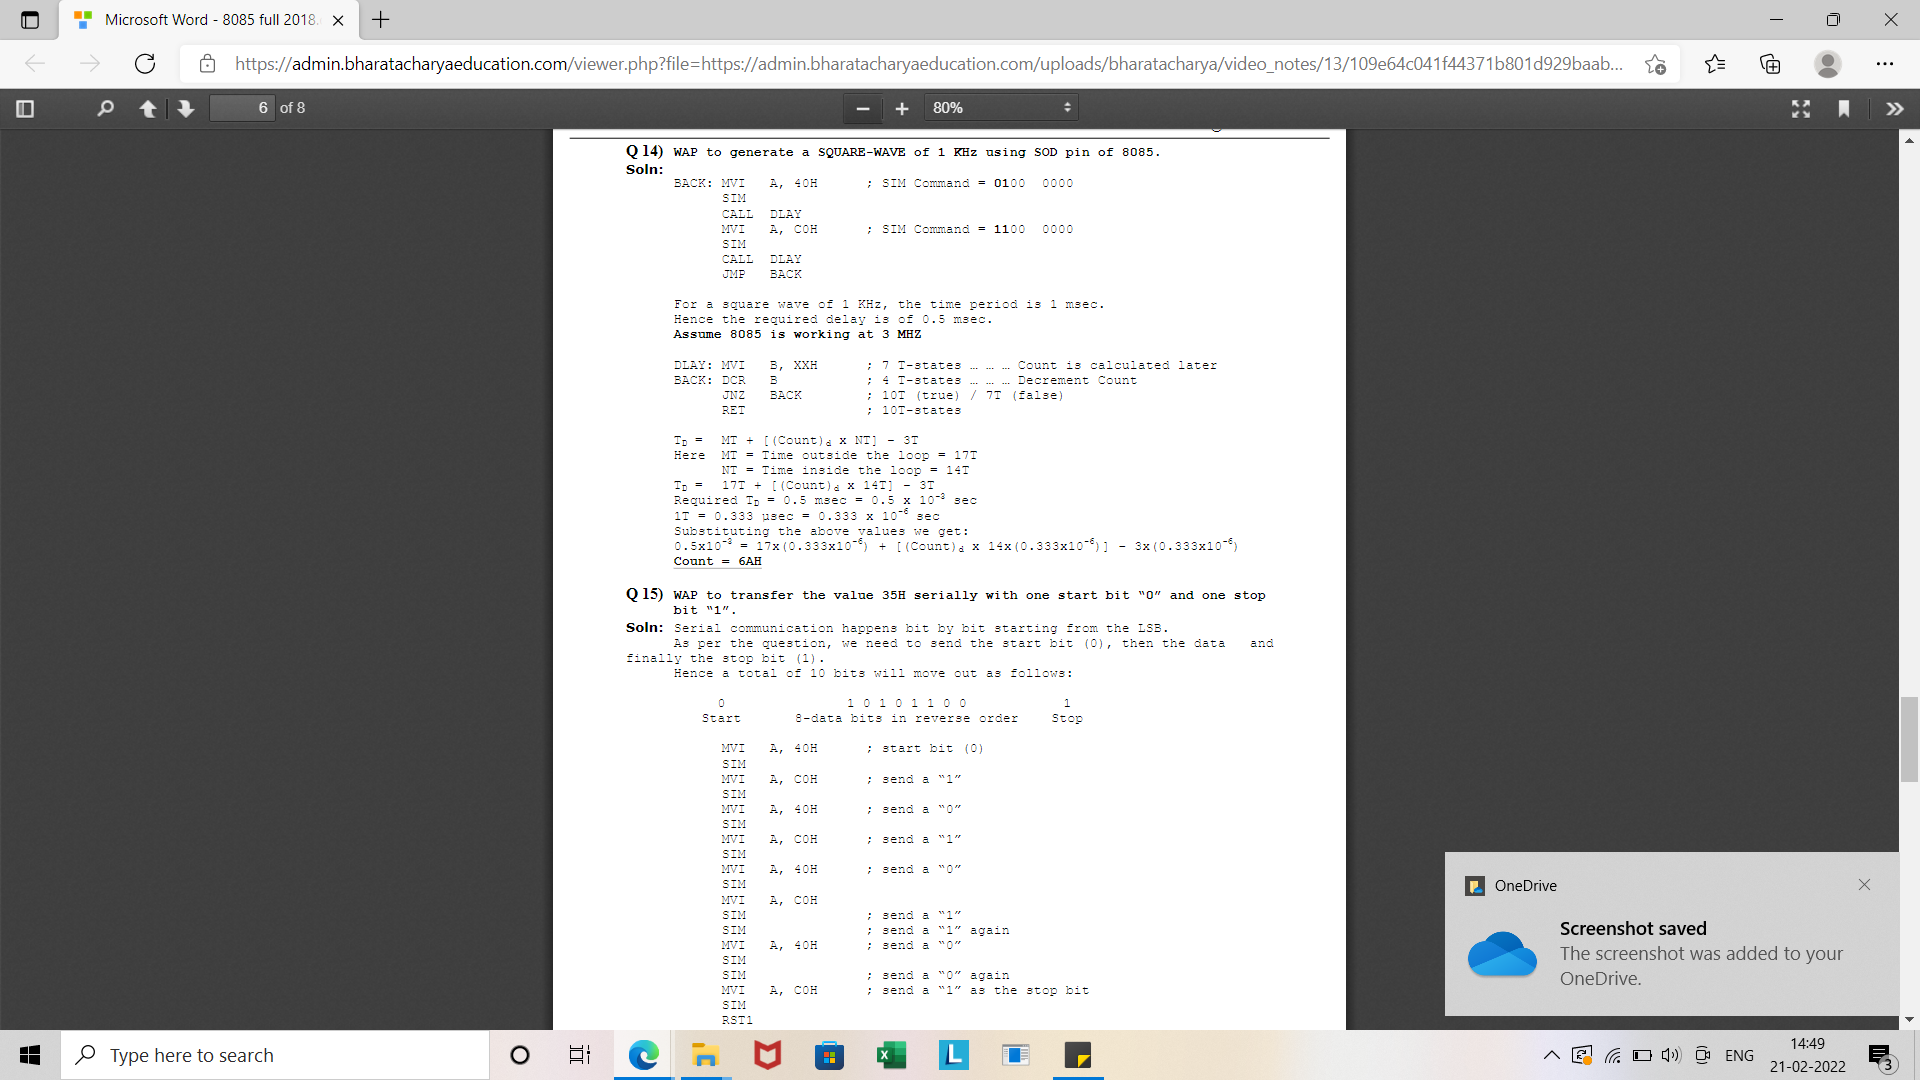 Microsoft Word - 8085 full 2018.
https://admin.bharatacharyaeducation.com/viewer.php?file=https://admin.bharatacharyaeducation.com/uploads/bharatacharya/video_notes/13/109e64c041f44371b801d929baab...
6 of 8
80%
Q 14) WAP to generate a SQUARE-WAVE of 1 KHz using SOD pin of 8085.
Soln:
BACK: MVI A, 40H ; SIM Command = 0100 0000
SIM
CALL DLAY
MVI A, C0H ; SIM Command = 1100 0000
SIM
CALL DLAY
JMP BACK
For a square wave of 1 KHz, the time period is 1 msec.
Hence the required delay is of 0.5 msec.
Assume 8085 is working at 3 MHZ
DLAY: MVI B, XXH ; 7 T-states … … … Count is calculated later
BACK: DCR B ; 4 T-states … … … Decrement Count
JNZ BACK ; 10T (true) / 7T (false)
RET ; 10T-states
T_D = MT + [(Count)_d x NT] - 3T
Here MT = Time outside the loop = 17T
NT = Time inside the loop = 14T
T_D = 17T + [(Count)_d x 14T] - 3T
Required T_D = 0.5 msec = 0.5 x 10⁻³ sec
1T = 0.333 µsec = 0.333 x 10⁻⁶ sec
Substituting the above values we get:
0.5x10⁻³ = 17x(0.333x10⁻⁶) + [(Count)_d x 14x(0.333x10⁻⁶)] - 3x(0.333x10⁻⁶)
Count = 6AH
Q 15) WAP to transfer the value 35H serially with one start bit “0” and one stop
bit “1”.
Soln: Serial communication happens bit by bit starting from the LSB.
As per the question, we need to send the start bit (0), then the data and
finally the stop bit (1).
Hence a total of 10 bits will move out as follows:
0 1 0 1 0 1 1 0 0 1
Start 8-data bits in reverse order Stop
MVI A, 40H ; start bit (0)
SIM
MVI A, C0H ; send a “1”
SIM
MVI A, 40H ; send a “0”
SIM
MVI A, C0H ; send a “1”
SIM
MVI A, 40H ; send a “0”
SIM
MVI A, C0H
SIM ; send a “1”
SIM ; send a “1” again
MVI A, 40H ; send a “0”
SIM
SIM ; send a “0” again
MVI A, C0H ; send a “1” as the stop bit
SIM
RST1
OneDrive
Screenshot saved
The screenshot was added to your
OneDrive.
Type here to search
L
ENG
14:49
21-02-2022
3